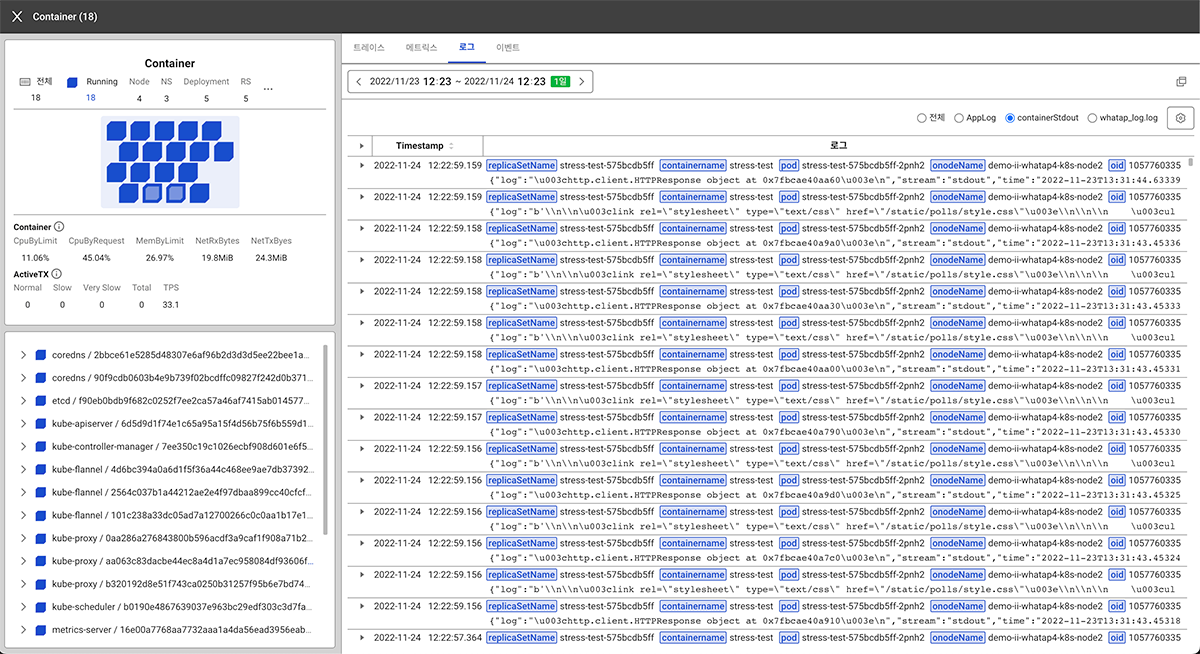 Container (18)
Container
전체 Running Node NS Deployment RS ...
18 18 4 3 5 5
Container
CpuByLimit CpuByRequest MemByLimit NetRxBytes NetTxByes
11.06% 45.04% 26.97% 19.8MiB 24.3MiB
ActiveTX
Normal Slow Very Slow Total TPS
0 0 0 0 33.1
coredns / 2bbce61e5285d48307e6af96b2d3d3d5ee22bee1a...
coredns / 90f9cdb0603b4e9b739f02bcdffc09827f242d0b371...
etcd / f90eb0bdb9f682c0252f7ee2ca57a46af7415ab014577...
kube-apiserver / 6d5d9d1f74e1c65a95a15f4d56b75f6b559d1...
kube-controller-manager / 7ee350c19c1026ecbf908d601e6f5...
kube-flannel / 4d6bc394a0a6d1f5f36a44c468ee9ae7db37392...
kube-flannel / 2564c037b1a44212ae2e4f97dbaa899cc40cfcf...
kube-flannel / 101c238a33dc05ad7a12700266c0c0aa1b17e1...
kube-proxy / 0aa286a276843800b596acdf3a9caf1f908a71b2...
kube-proxy / aa063c83dacbe44ec8a4d1a7ec958084df93606f...
kube-proxy / b320192d8e51f743ca0250b31257f95b6e7bd74...
kube-scheduler / b0190e4867639037e963bc29edf303c3d7fa...
metrics-server / 16e00a7768aa7732aaa1a4da56ead3956eab...
트레이스 메트릭스 로그 이벤트
2022/11/23 12:23 ~ 2022/11/24 12:23 1일
전체 AppLog containerStdout whatap_log.log
Timestamp 로그
2022-11-24 12:22:59.159 replicaSetName stress-test-575bcdb5ff containername stress-test pod stress-test-575bcdb5ff-2pnh2 onodeName demo-ii-whatap4-k8s-node2 oid 1057760335
{"log":"\u003chttp.client.HTTPResponse object at 0x7fbcae40aa60\u003e\n","stream":"stdout","time":"2022-11-23T13:31:44.63339
2022-11-24 12:22:59.159 replicaSetName stress-test-575bcdb5ff containername stress-test pod stress-test-575bcdb5ff-2pnh2 onodeName demo-ii-whatap4-k8s-node2 oid 1057760335
{"log":"b'\\n\\n\\n\u003clink rel=\"stylesheet\" type=\"text/css\" href=\"/static/polls/style.css\"\u003e\\n\\n\\n \u003cul
2022-11-24 12:22:59.158 replicaSetName stress-test-575bcdb5ff containername stress-test pod stress-test-575bcdb5ff-2pnh2 onodeName demo-ii-whatap4-k8s-node2 oid 1057760335
{"log":"\u003chttp.client.HTTPResponse object at 0x7fbcae40a9a0\u003e\n","stream":"stdout","time":"2022-11-23T13:31:43.45336
2022-11-24 12:22:59.158 replicaSetName stress-test-575bcdb5ff containername stress-test pod stress-test-575bcdb5ff-2pnh2 onodeName demo-ii-whatap4-k8s-node2 oid 1057760335
{"log":"b'\\n\\n\\n\u003clink rel=\"stylesheet\" type=\"text/css\" href=\"/static/polls/style.css\"\u003e\\n\\n\\n \u003cul
2022-11-24 12:22:59.158 replicaSetName stress-test-575bcdb5ff containername stress-test pod stress-test-575bcdb5ff-2pnh2 onodeName demo-ii-whatap4-k8s-node2 oid 1057760335
{"log":"\u003chttp.client.HTTPResponse object at 0x7fbcae40aa30\u003e\n","stream":"stdout","time":"2022-11-23T13:31:43.45333
2022-11-24 12:22:59.158 replicaSetName stress-test-575bcdb5ff containername stress-test pod stress-test-575bcdb5ff-2pnh2 onodeName demo-ii-whatap4-k8s-node2 oid 1057760335
{"log":"b'\\n\\n\\n\u003clink rel=\"stylesheet\" type=\"text/css\" href=\"/static/polls/style.css\"\u003e\\n\\n\\n \u003cul
2022-11-24 12:22:59.158 replicaSetName stress-test-575bcdb5ff containername stress-test pod stress-test-575bcdb5ff-2pnh2 onodeName demo-ii-whatap4-k8s-node2 oid 1057760335
{"log":"\u003chttp.client.HTTPResponse object at 0x7fbcae40aa00\u003e\n","stream":"stdout","time":"2022-11-23T13:31:43.45331
2022-11-24 12:22:59.157 replicaSetName stress-test-575bcdb5ff containername stress-test pod stress-test-575bcdb5ff-2pnh2 onodeName demo-ii-whatap4-k8s-node2 oid 1057760335
{"log":"b'\\n\\n\\n\u003clink rel=\"stylesheet\" type=\"text/css\" href=\"/static/polls/style.css\"\u003e\\n\\n\\n \u003cul
2022-11-24 12:22:59.157 replicaSetName stress-test-575bcdb5ff containername stress-test pod stress-test-575bcdb5ff-2pnh2 onodeName demo-ii-whatap4-k8s-node2 oid 1057760335
{"log":"\u003chttp.client.HTTPResponse object at 0x7fbcae40a790\u003e\n","stream":"stdout","time":"2022-11-23T13:31:43.45330
2022-11-24 12:22:59.156 replicaSetName stress-test-575bcdb5ff containername stress-test pod stress-test-575bcdb5ff-2pnh2 onodeName demo-ii-whatap4-k8s-node2 oid 1057760335
{"log":"b'\\n\\n\\n\u003clink rel=\"stylesheet\" type=\"text/css\" href=\"/static/polls/style.css\"\u003e\\n\\n\\n \u003cul
2022-11-24 12:22:59.156 replicaSetName stress-test-575bcdb5ff containername stress-test pod stress-test-575bcdb5ff-2pnh2 onodeName demo-ii-whatap4-k8s-node2 oid 1057760335
{"log":"\u003chttp.client.HTTPResponse object at 0x7fbcae40a9d0\u003e\n","stream":"stdout","time":"2022-11-23T13:31:43.45325
2022-11-24 12:22:59.156 replicaSetName stress-test-575bcdb5ff containername stress-test pod stress-test-575bcdb5ff-2pnh2 onodeName demo-ii-whatap4-k8s-node2 oid 1057760335
{"log":"b'\\n\\n\\n\u003clink rel=\"stylesheet\" type=\"text/css\" href=\"/static/polls/style.css\"\u003e\\n\\n\\n \u003cul
2022-11-24 12:22:59.156 replicaSetName stress-test-575bcdb5ff containername stress-test pod stress-test-575bcdb5ff-2pnh2 onodeName demo-ii-whatap4-k8s-node2 oid 1057760335
{"log":"\u003chttp.client.HTTPResponse object at 0x7fbcae40a7c0\u003e\n","stream":"stdout","time":"2022-11-23T13:31:43.45324
2022-11-24 12:22:59.156 replicaSetName stress-test-575bcdb5ff containername stress-test pod stress-test-575bcdb5ff-2pnh2 onodeName demo-ii-whatap4-k8s-node2 oid 1057760335
{"log":"b'\\n\\n\\n\u003clink rel=\"stylesheet\" type=\"text/css\" href=\"/static/polls/style.css\"\u003e\\n\\n\\n \u003cul
2022-11-24 12:22:59.156 replicaSetName stress-test-575bcdb5ff containername stress-test pod stress-test-575bcdb5ff-2pnh2 onodeName demo-ii-whatap4-k8s-node2 oid 1057760335
{"log":"\u003chttp.client.HTTPResponse object at 0x7fbcae40a910\u003e\n","stream":"stdout","time":"2022-11-23T13:31:43.45318
2022-11-24 12:22:57.364 replicaSetName stress-test-575bcdb5ff containername stress-test pod stress-test-575bcdb5ff-2pnh2 onodeName demo-ii-whatap4-k8s-node2 oid 1057760335